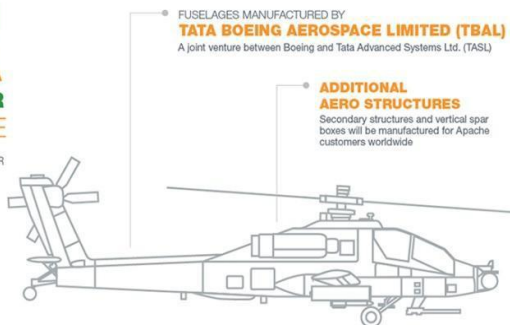 FUSELAGES MANUFACTURED BY
TATA BOEING AEROSPACE LIMITED (TBAL)
A joint venture between Boeing and Tata Advanced Systems Ltd. (TASL)
ADDITIONAL
AERO STRUCTURES
Secondary structures and vertical spar
boxes will be manufactured for Apache
customers worldwide